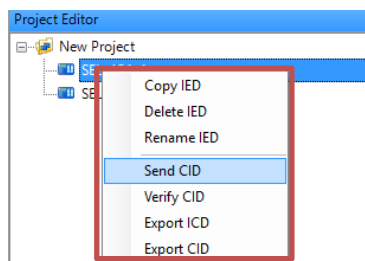 Project Editor
New Project
Copy IED
Delete IED
Rename IED
Send CID
Verify CID
Export ICD
Export CID